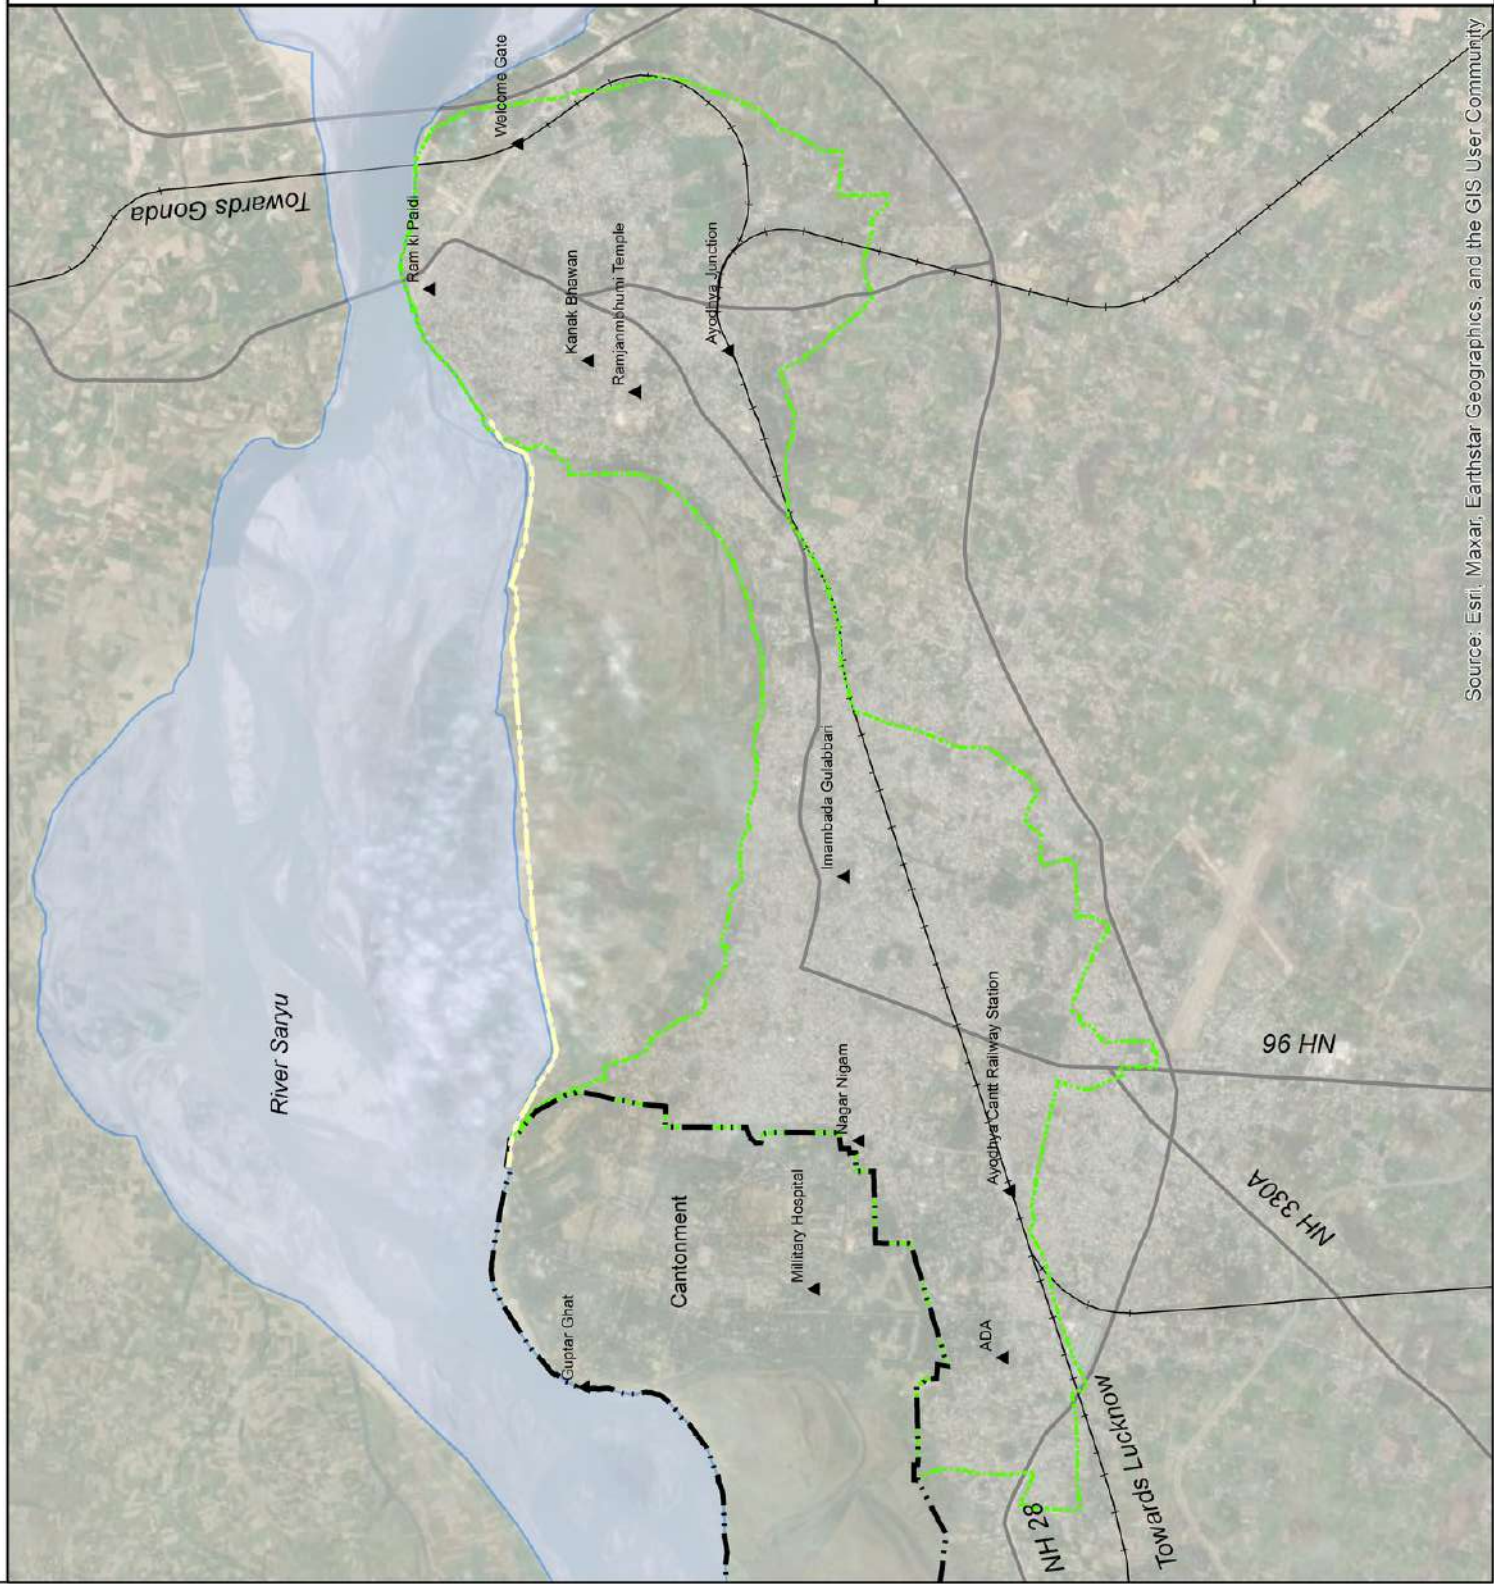 Towards Gonda
Welcome Gate
Ram ki Paidi
Kanak Bhawan
Ramjanmbhumi Temple
Ayodhya Junction
River Saryu
Imambada Gulabbari
Nagar Nigam
Ayodhya Cantt Railway Station
NH 96
Cantonment
Millitary Hospital
Guptar Ghat
ADA
NH 330A
NH 28
Towards Lucknow
Source: Esri, Maxar, Earthstar Geographics, and the GIS User Community